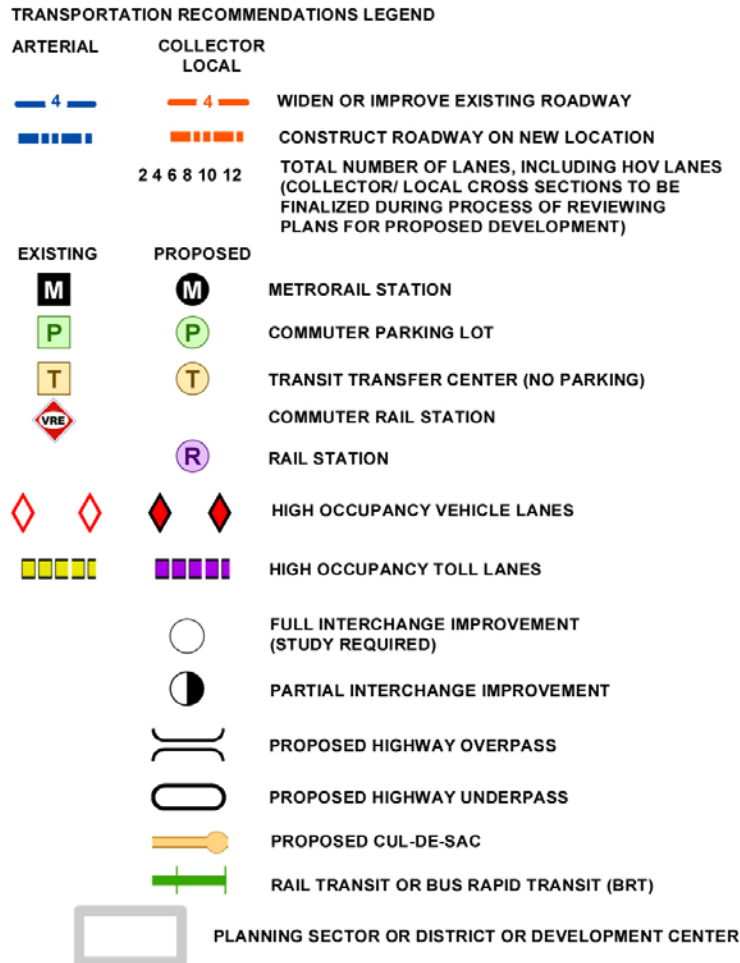 TRANSPORTATION RECOMMENDATIONS LEGEND
ARTERIAL
COLLECTOR
LOCAL
4
4
WIDEN OR IMPROVE EXISTING ROADWAY
CONSTRUCT ROADWAY ON NEW LOCATION
2 4 6 8 10 12
TOTAL NUMBER OF LANES, INCLUDING HOV LANES
(COLLECTOR/ LOCAL CROSS SECTIONS TO BE
FINALIZED DURING PROCESS OF REVIEWING
PLANS FOR PROPOSED DEVELOPMENT)
EXISTING
PROPOSED
M
M
METRORAIL STATION
P
P
COMMUTER PARKING LOT
T
T
TRANSIT TRANSFER CENTER (NO PARKING)
VRE
COMMUTER RAIL STATION
R
RAIL STATION
HIGH OCCUPANCY VEHICLE LANES
HIGH OCCUPANCY TOLL LANES
FULL INTERCHANGE IMPROVEMENT
(STUDY REQUIRED)
PARTIAL INTERCHANGE IMPROVEMENT
PROPOSED HIGHWAY OVERPASS
PROPOSED HIGHWAY UNDERPASS
PROPOSED CUL-DE-SAC
RAIL TRANSIT OR BUS RAPID TRANSIT (BRT)
PLANNING SECTOR OR DISTRICT OR DEVELOPMENT CENTER